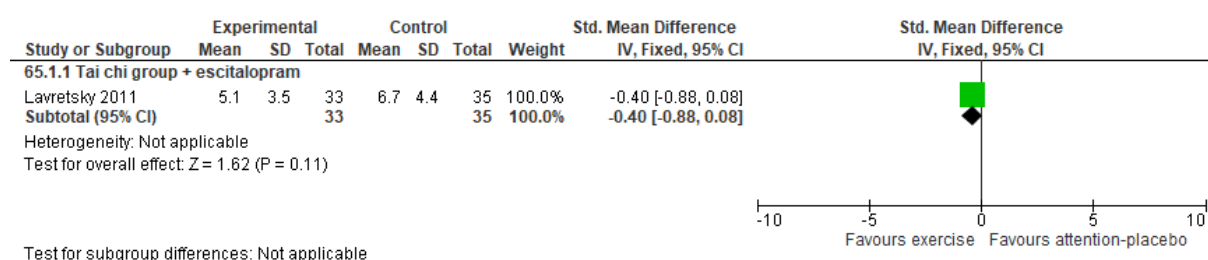 Experimental Control Std. Mean Difference Std. Mean Difference
Study or Subgroup Mean SD Total Mean SD Total Weight IV, Fixed, 95% CI IV, Fixed, 95% CI
65.1.1 Tai chi group + escitalopram
Lavretsky 2011 5.1 3.5 33 6.7 4.4 35 100.0% -0.40 [-0.88, 0.08]
Subtotal (95% CI) 33 35 100.0% -0.40 [-0.88, 0.08]
Heterogeneity: Not applicable
Test for overall effect: Z = 1.62 (P = 0.11)
-10 -5 0 5 10
Favours exercise Favours attention-placebo
Test for subgroup differences: Not applicable